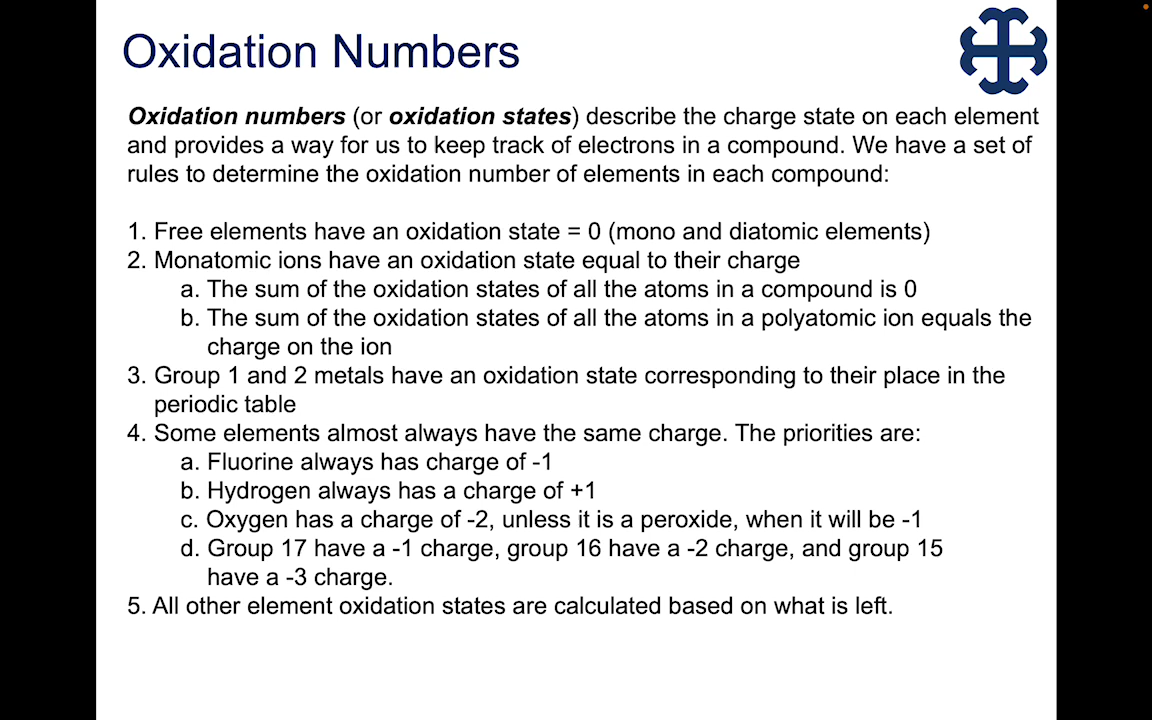 Oxidation Numbers
Oxidation numbers (or oxidation states) describe the charge state on each element
and provides a way for us to keep track of electrons in a compound. We have a set of
rules to determine the oxidation number of elements in each compound:
1. Free elements have an oxidation state = 0 (mono and diatomic elements)
2. Monatomic ions have an oxidation state equal to their charge
a. The sum of the oxidation states of all the atoms in a compound is 0
b. The sum of the oxidation states of all the atoms in a polyatomic ion equals the
charge on the ion
3. Group 1 and 2 metals have an oxidation state corresponding to their place in the
periodic table
4. Some elements almost always have the same charge. The priorities are:
a. Fluorine always has charge of -1
b. Hydrogen always has a charge of +1
c. Oxygen has a charge of -2, unless it is a peroxide, when it will be -1
d. Group 17 have a -1 charge, group 16 have a -2 charge, and group 15
have a -3 charge.
5. All other element oxidation states are calculated based on what is left.